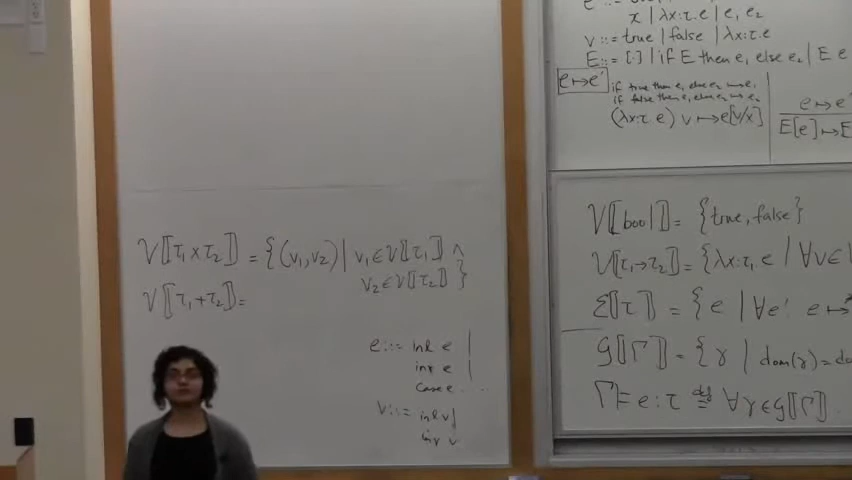 V⟦τ₁×τ₂⟧ = {(v₁,v₂) | v₁∈V⟦τ₁⟧ ∧
v₂∈V⟦τ₂⟧ }
V⟦τ₁+τ₂⟧=
e::= inl e |
inr e |
case e ....
v::= inl v |
inr v
x | λx:τ.e | e₁ e₂
v::= true | false | λx:τ.e
E::= [·] | if E then e₁ else e₂ | E e
e↦e'
if true then e₁ else e₂ ↦ e₁
if false then e₁ else e₂ ↦ e₂
(λx:τ. e) v ↦ e[v/x]
e↦e'
E[e]↦E
V⟦bool⟧ = {true, false}
V⟦τ₁→τ₂⟧ = {λx:τ₁.e | ∀v∈
E⟦τ⟧ = {e | ∀e'. e↦*
G⟦Γ⟧ = {γ | dom(γ)=do
Γ⊨e:τ def= ∀γ∈G⟦Γ⟧.